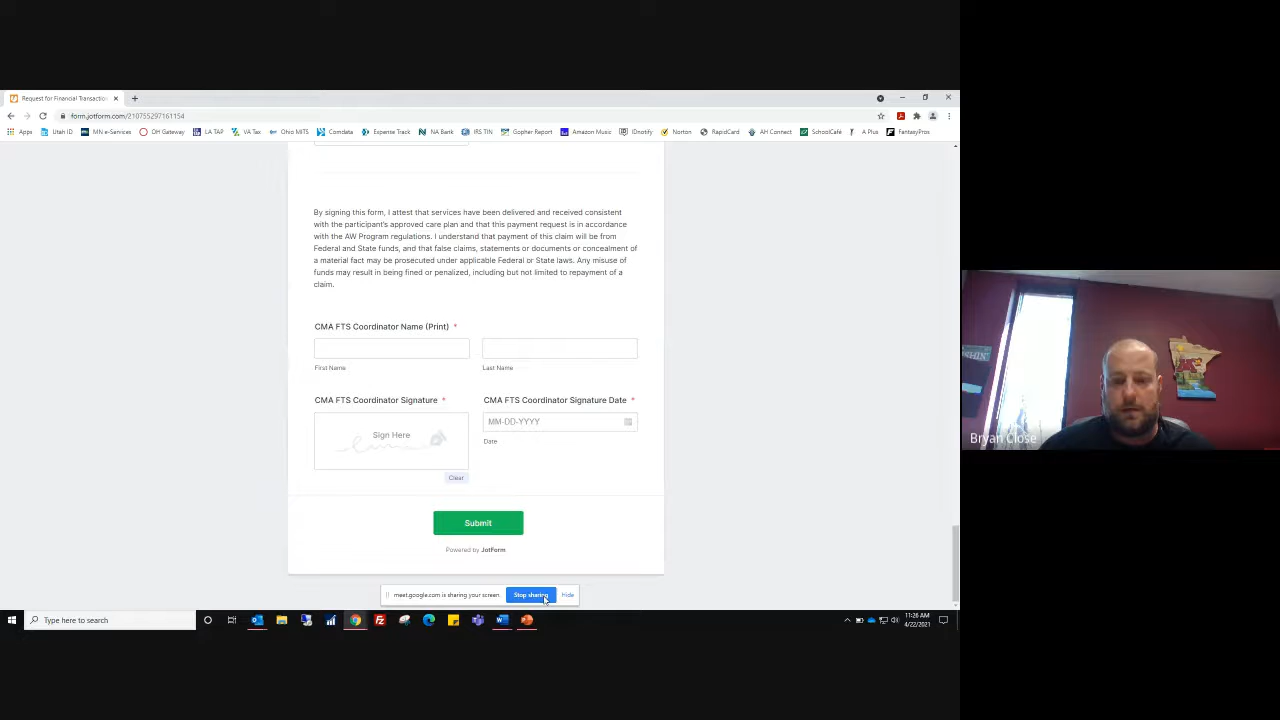 Request for Financial Transaction
form.jotform.com/210755297161154
Apps Utah ID MN e-Services OH Gateway LA TAP VA Tax Ohio MITS Comdata Expense Track NA Bank IRS TIN Gopher Report Amazon Music iDnotify Norton RapidCard AH Connect SchoolCafé A Plus FantasyPros
By signing this form, I attest that services have been delivered and received consistent
with the participant's approved care plan and that this payment request is in accordance
with the AW Program regulations. I understand that payment of this claim will be from
Federal and State funds, and that false claims, statements or documents or concealment of
a material fact may be prosecuted under applicable Federal or State laws. Any misuse of
funds may result in being fined or penalized, including but not limited to repayment of a
claim.
CMA FTS Coordinator Name (Print) *
First Name Last Name
CMA FTS Coordinator Signature * CMA FTS Coordinator Signature Date *
Sign Here MM-DD-YYYY
Date
Clear
Submit
Powered by JotForm
meet.google.com is sharing your screen. Stop sharing Hide
Type here to search
11:26 AM
4/22/2021
SHIN'
Bryan Close